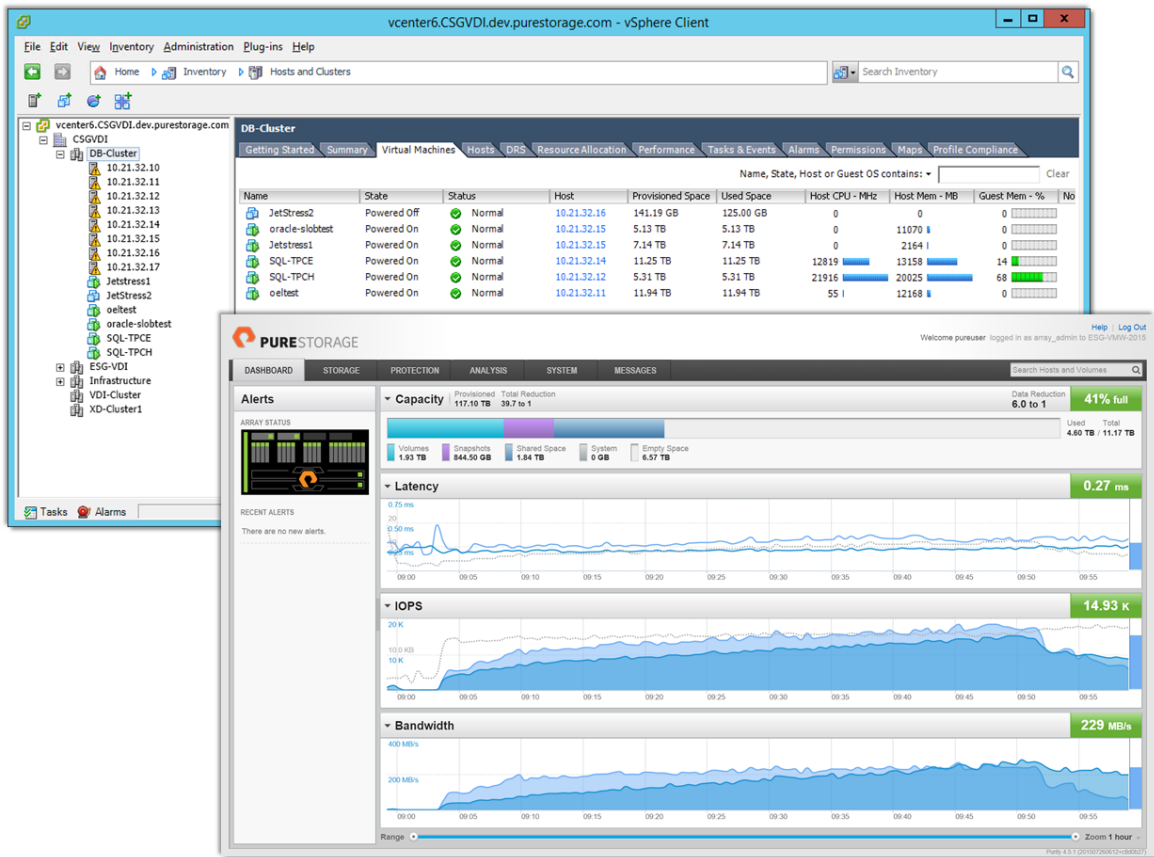 vcenter6.CSGVDI.dev.purestorage.com - vSphere Client
File Edit View Inventory Administration Plug-ins Help
Home Inventory Hosts and Clusters Search Inventory
vcenter6.CSGVDI.dev.purestorage.com
CSGVDI
DB-Cluster
10.21.32.10
10.21.32.11
10.21.32.12
10.21.32.13
10.21.32.14
10.21.32.15
10.21.32.16
10.21.32.17
Jetstress1
JetStress2
oeltest
oracle-slobtest
SQL-TPCE
SQL-TPCH
ESG-VDI
Infrastructure
VDI-Cluster
XD-Cluster1
Tasks Alarms
DB-Cluster
Getting Started Summary Virtual Machines Hosts DRS Resource Allocation Performance Tasks & Events Alarms Permissions Maps Profile Compliance
Name, State, Host or Guest OS contains: Clear
Name State Status Host Provisioned Space Used Space Host CPU - MHz Host Mem - MB Guest Mem - % No
JetStress2 Powered Off Normal 10.21.32.16 141.19 GB 125.00 GB 0 0 0
oracle-slobtest Powered On Normal 10.21.32.15 5.13 TB 5.13 TB 0 11070 0
Jetstress1 Powered On Normal 10.21.32.15 7.14 TB 7.14 TB 0 2164 0
SQL-TPCE Powered On Normal 10.21.32.14 11.25 TB 11.25 TB 12819 13158 14
SQL-TPCH Powered On Normal 10.21.32.12 5.31 TB 5.31 TB 21916 20025 68
oeltest Powered On Normal 10.21.32.11 11.94 TB 11.94 TB 55 12168 0
PURESTORAGE
Help Log Out
Welcome pureuser logged in as array_admin to ESG-VMW-2015
DASHBOARD STORAGE PROTECTION ANALYSIS SYSTEM MESSAGES Search Hosts and Volumes
Alerts
ARRAY STATUS
RECENT ALERTS
There are no new alerts.
Capacity Provisioned 117.10 TB Total Reduction 39.7 to 1 Data Reduction 6.0 to 1 41% full
Used Total
4.60 TB / 11.17 TB
Volumes Snapshots Shared Space System Empty Space
1.93 TB 844.50 GB 1.84 TB 0 GB 6.57 TB
Latency 0.27 ms
0.75 ms
20
0.50 ms
09:00 09:05 09:10 09:15 09:20 09:25 09:30 09:35 09:40 09:45 09:50 09:55
IOPS 14.93 K
20 K
10.0 KB
10 K
09:00 09:05 09:10 09:15 09:20 09:25 09:30 09:35 09:40 09:45 09:50 09:55
Bandwidth 229 MB/s
400 MB/s
200 MB/s
09:00 09:05 09:10 09:15 09:20 09:25 09:30 09:35 09:40 09:45 09:50 09:55
Range Zoom 1 hour
Purity 4.5.1